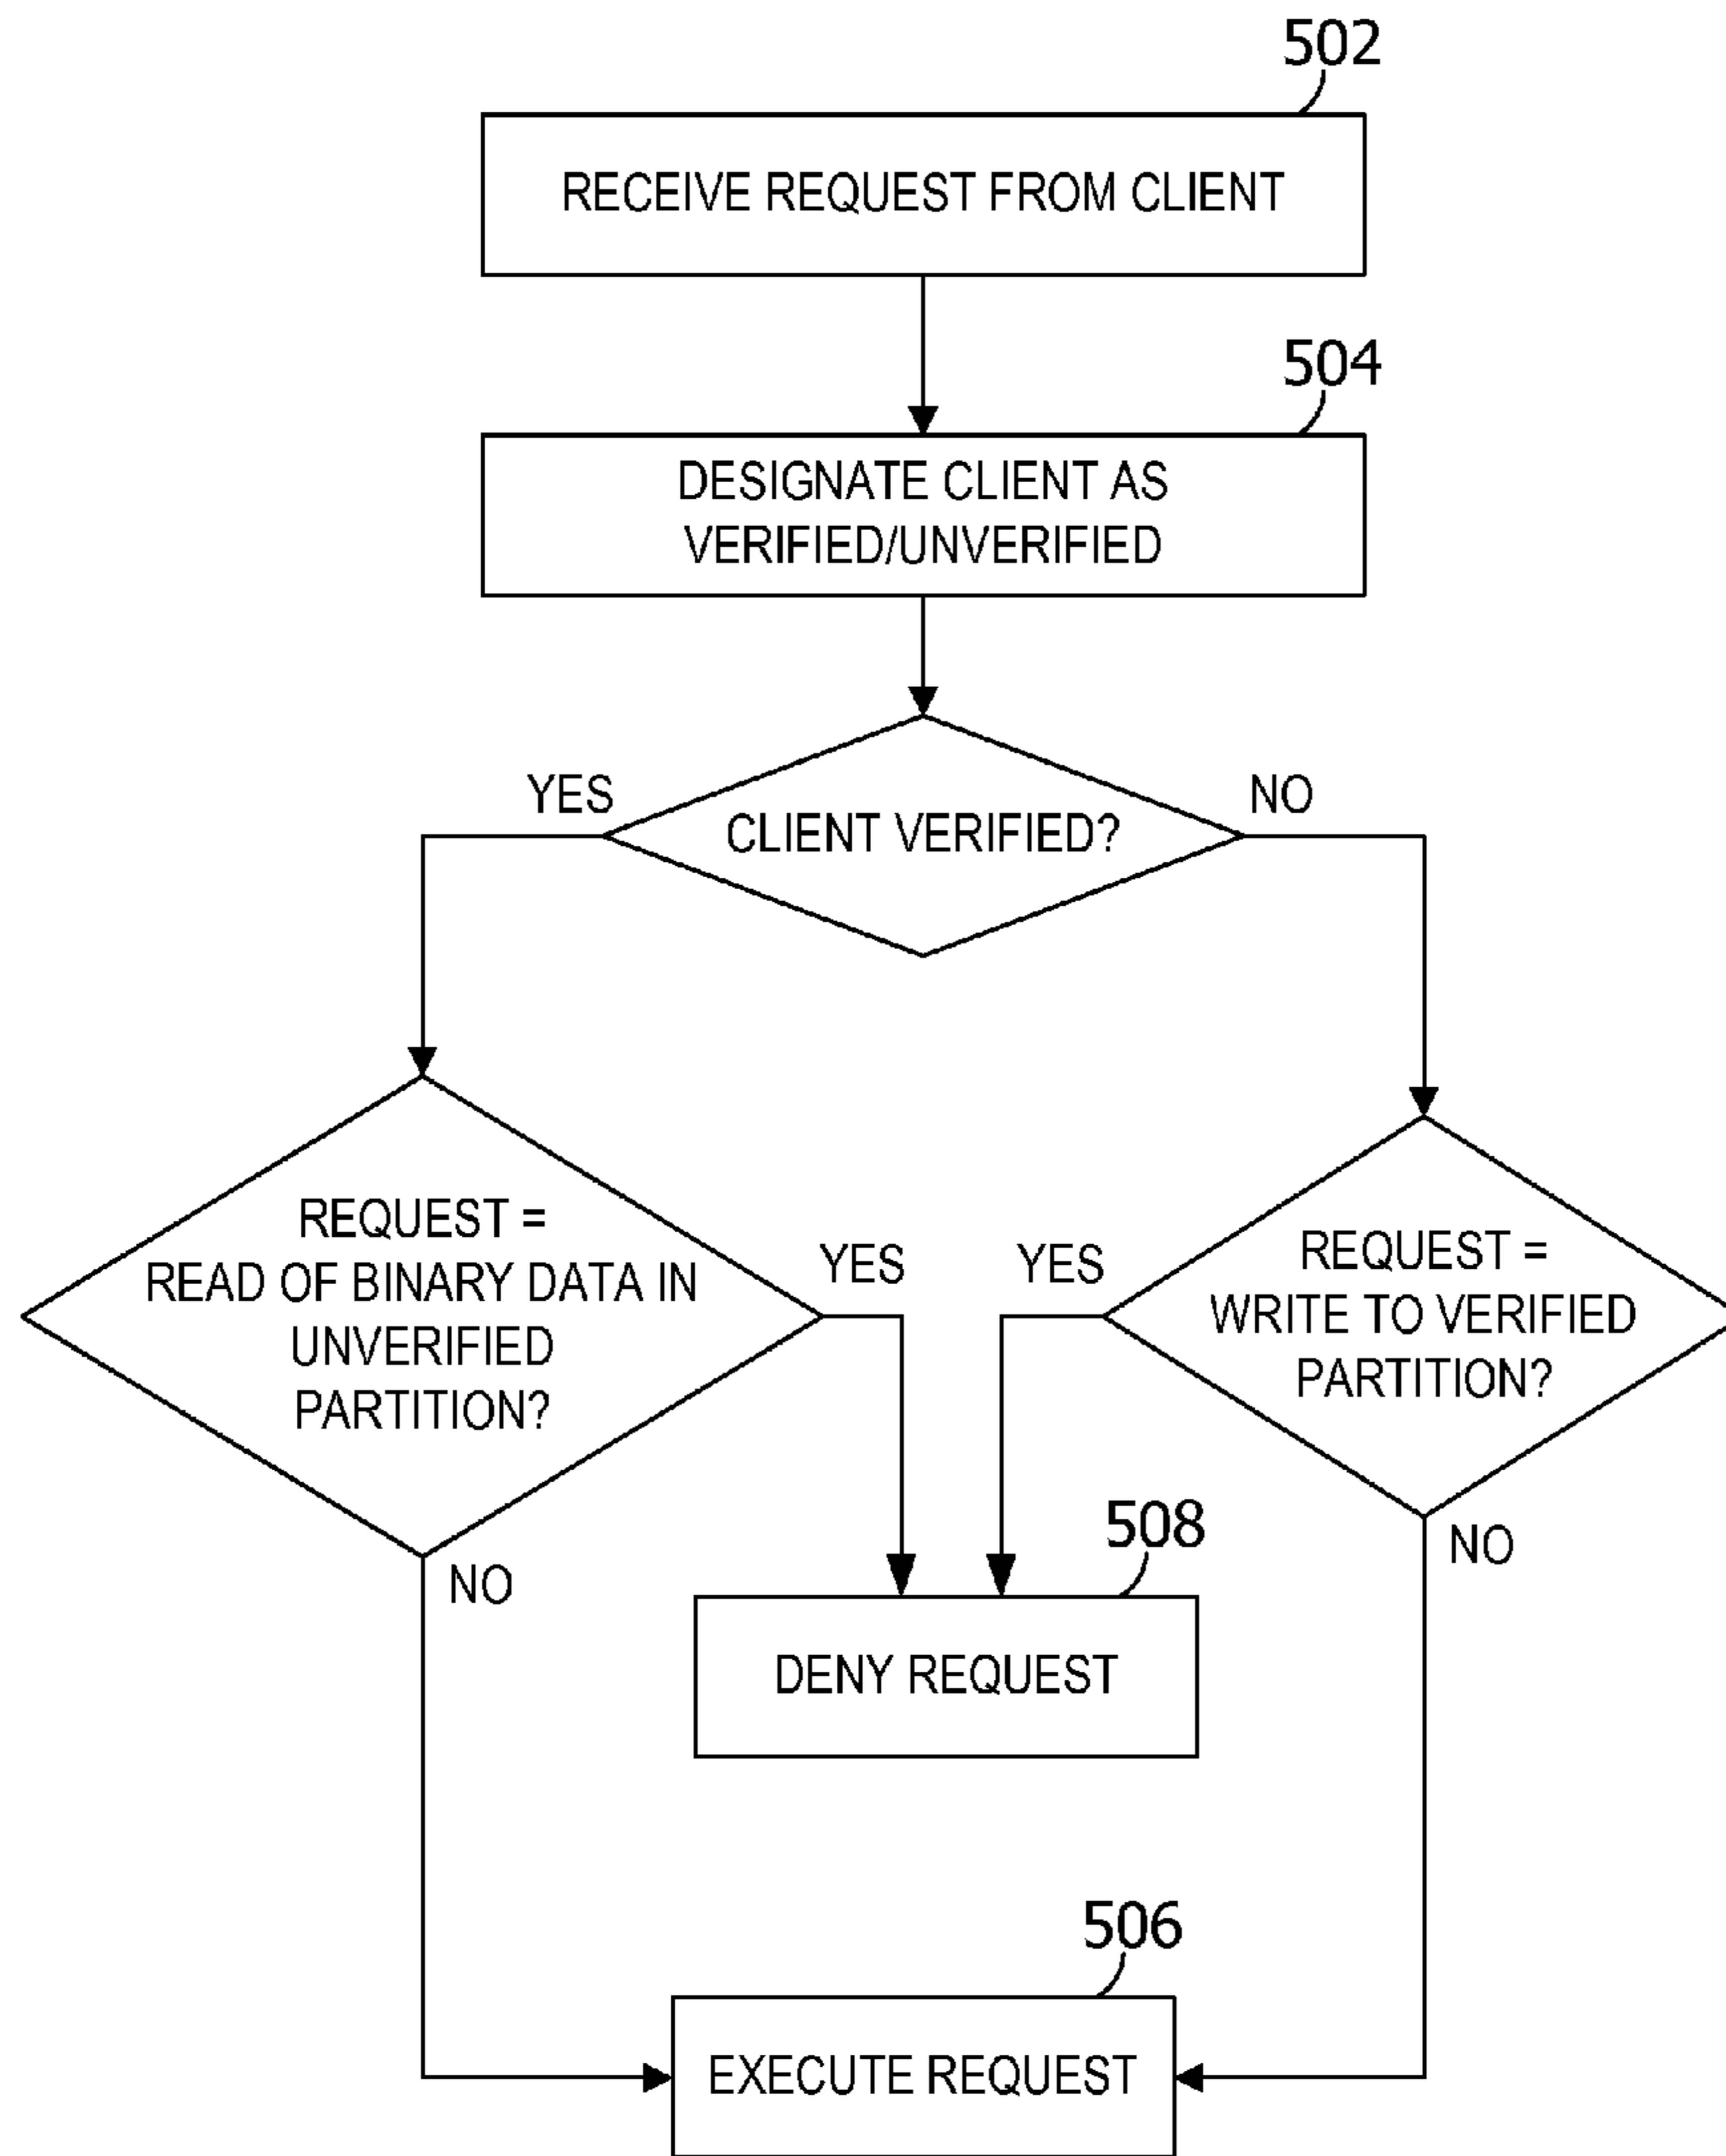 502
RECEIVE REQUEST FROM CLIENT
504
DESIGNATE CLIENT AS
VERIFIED/UNVERIFIED
YES
NO
CLIENT VERIFIED?
REQUEST =
READ OF BINARY DATA IN
UNVERIFIED
PARTITION?
YES
YES
REQUEST =
WRITE TO VERIFIED
PARTITION?
NO
508
NO
DENY REQUEST
506
EXECUTE REQUEST